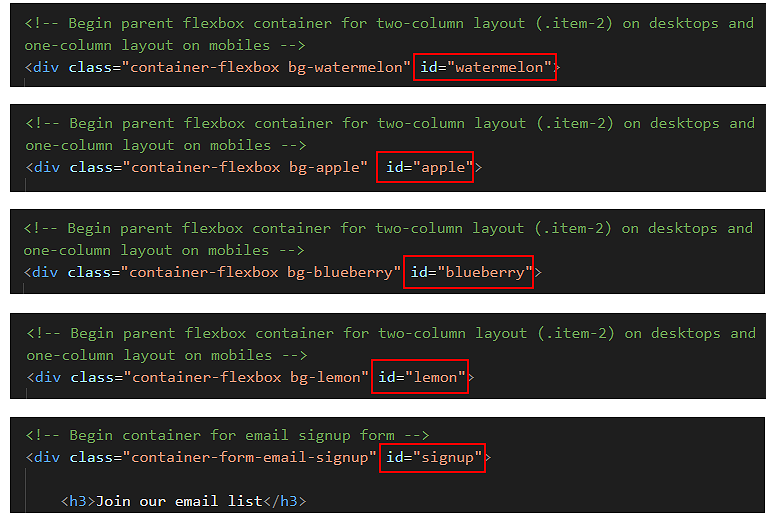 <!-- Begin parent flexbox container for two-column layout (.item-2) on desktops and
one-column layout on mobiles -->
<div class="container-flexbox bg-watermelon" id="watermelon">
<!-- Begin parent flexbox container for two-column layout (.item-2) on desktops and
one-column layout on mobiles -->
<div class="container-flexbox bg-apple"  id="apple">
<!-- Begin parent flexbox container for two-column layout (.item-2) on desktops and
one-column layout on mobiles -->
<div class="container-flexbox bg-blueberry" id="blueberry">
<!-- Begin parent flexbox container for two-column layout (.item-2) on desktops and
one-column layout on mobiles -->
<div class="container-flexbox bg-lemon" id="lemon">
<!-- Begin container for email signup form -->
<div class="container-form-email-signup" id="signup">
<h3>Join our email list</h3>